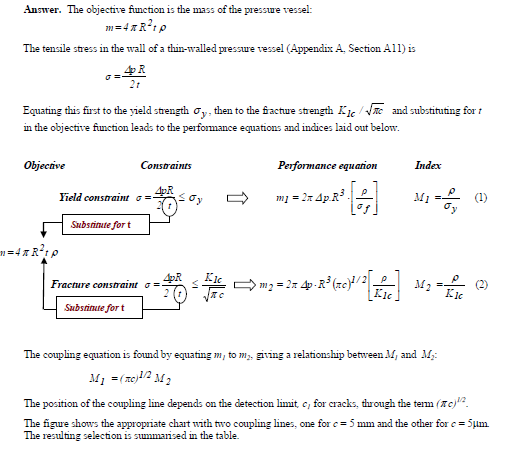 Answer. The objective function is the mass of the pressure vessel:
m = 4 π R² t ρ
The tensile stress in the wall of a thin-walled pressure vessel (Appendix A, Section A11) is
σ = Δp R / 2 t
Equating this first to the yield strength σy, then to the fracture strength K1c / √πc and substituting for t
in the objective function leads to the performance equations and indices laid out below.
Objective Constraints Performance equation Index
Yield constraint σ = ΔpR / 2 t ≤ σy ⇨ m1 = 2π Δp.R³ . [ρ / σf] M1 = ρ / σy (1)
Substitute for t
m = 4 π R² t ρ
Fracture constraint σ = ΔpR / 2 t ≤ K1c / √π c ⇨ m2 = 2π Δp·R³ (πc)^1/2 [ρ / K1c] M2 = ρ / K1c (2)
Substitute for t
The coupling equation is found by equating m1 to m2, giving a relationship between M1 and M2:
M1 = (πc)^1/2 M2
The position of the coupling line depends on the detection limit, c1 for cracks, through the term (πc)^1/2.
The figure shows the appropriate chart with two coupling lines, one for c = 5 mm and the other for c = 5μm.
The resulting selection is summarised in the table.